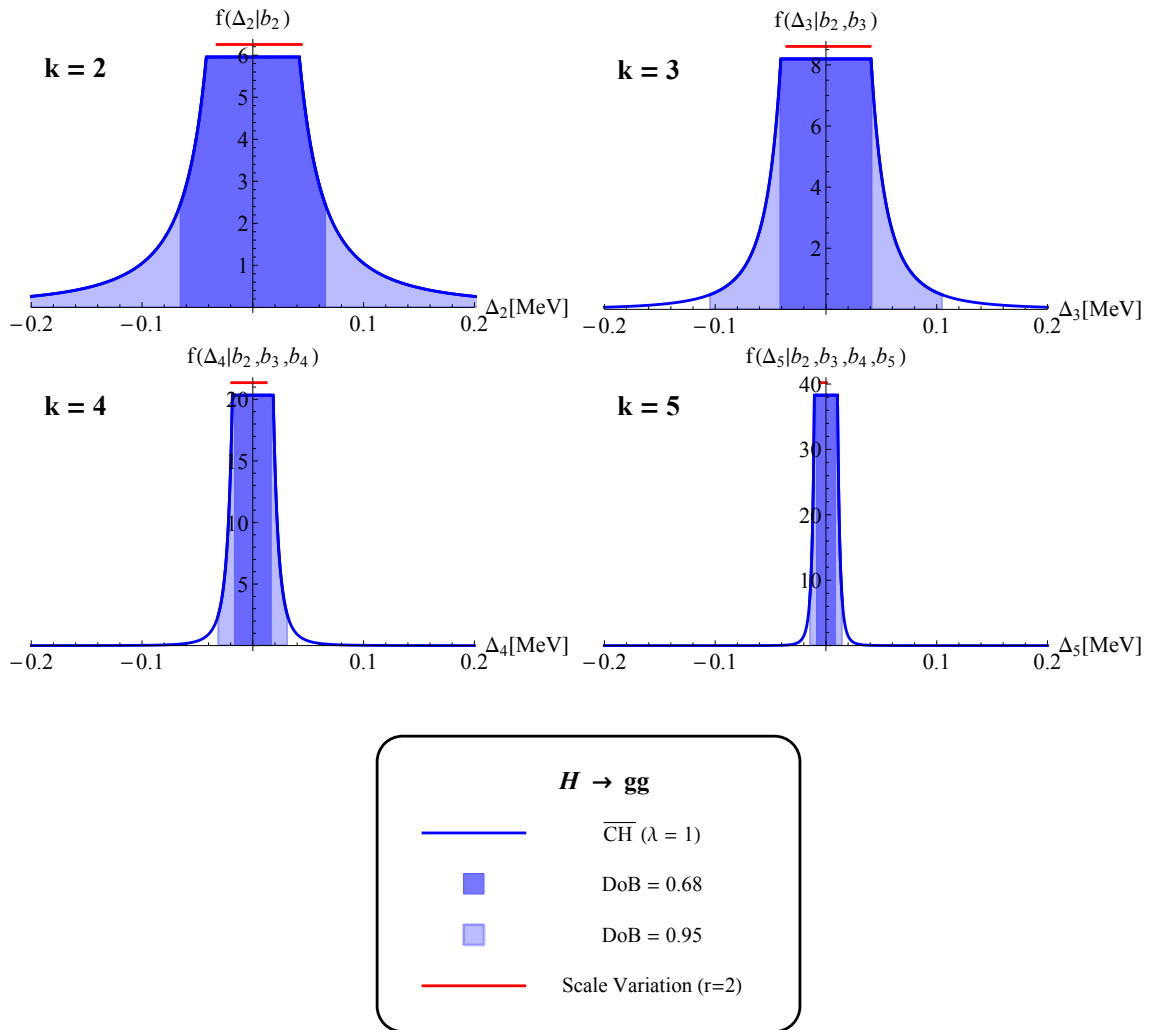 f(Δ₂|b₂)
k = 2
6
5
4
3
2
1
−0.2 −0.1 0.1 0.2
Δ₂[MeV]
f(Δ₃|b₂,b₃)
k = 3
8
6
4
2
−0.2 −0.1 0.1 0.2
Δ₃[MeV]
f(Δ₄|b₂,b₃,b₄)
k = 4
20
15
10
5
−0.2 −0.1 0.1 0.2
Δ₄[MeV]
f(Δ₅|b₂,b₃,b₄,b₅)
k = 5
40
30
20
10
−0.2 −0.1 0.1 0.2
Δ₅[MeV]
H → gg
C̅H̅ (λ = 1)
DoB = 0.68
DoB = 0.95
Scale Variation (r=2)